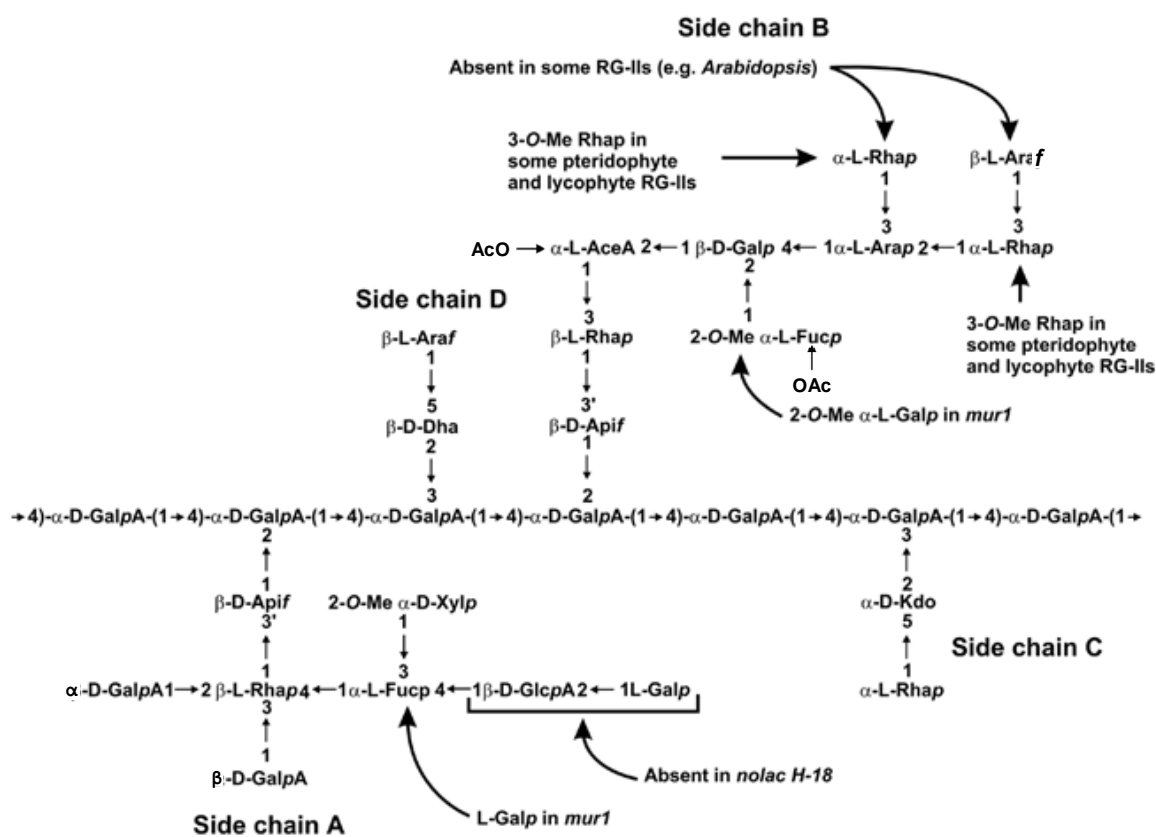 Side chain B
Absent in some RG-IIs (e.g. Arabidopsis)
3-O-Me Rhap in
some pteridophyte
and lycophyte RG-IIs
α-L-Rhap β-L-Araf
1 1
3 3
AcO → α-L-AceA 2 ← 1 β-D-Galp 4 ← 1α-L-Arap 2 ← 1 α-L-Rhap
1 2
Side chain D
3 1
β-L-Araf β-L-Rhap 2-O-Me α-L-Fucp
3-O-Me Rhap in
some pteridophyte
and lycophyte RG-IIs
1 1
OAc
5 3'
2-O-Me α-L-Galp in mur1
β-D-Dha β-D-Apif
2 1
3 2
→ 4)-α-D-GalpA-(1→ 4)-α-D-GalpA-(1→ 4)-α-D-GalpA-(1→ 4)-α-D-GalpA-(1→ 4)-α-D-GalpA-(1→ 4)-α-D-GalpA-(1→ 4)-α-D-GalpA-(1→
2 3
1 2
β-D-Apif 2-O-Me α-D-Xylp α-D-Kdo
3' 1 5
Side chain C
1 3 1
α-D-GalpA1→ 2 β-L-Rhap4 ← 1α-L-Fucp 4 ← 1β-D-GlcpA2 ← 1L-Galp
α-L-Rhap
3
1
β-D-GalpA
Absent in nolac H-18
L-Galp in mur1
Side chain A